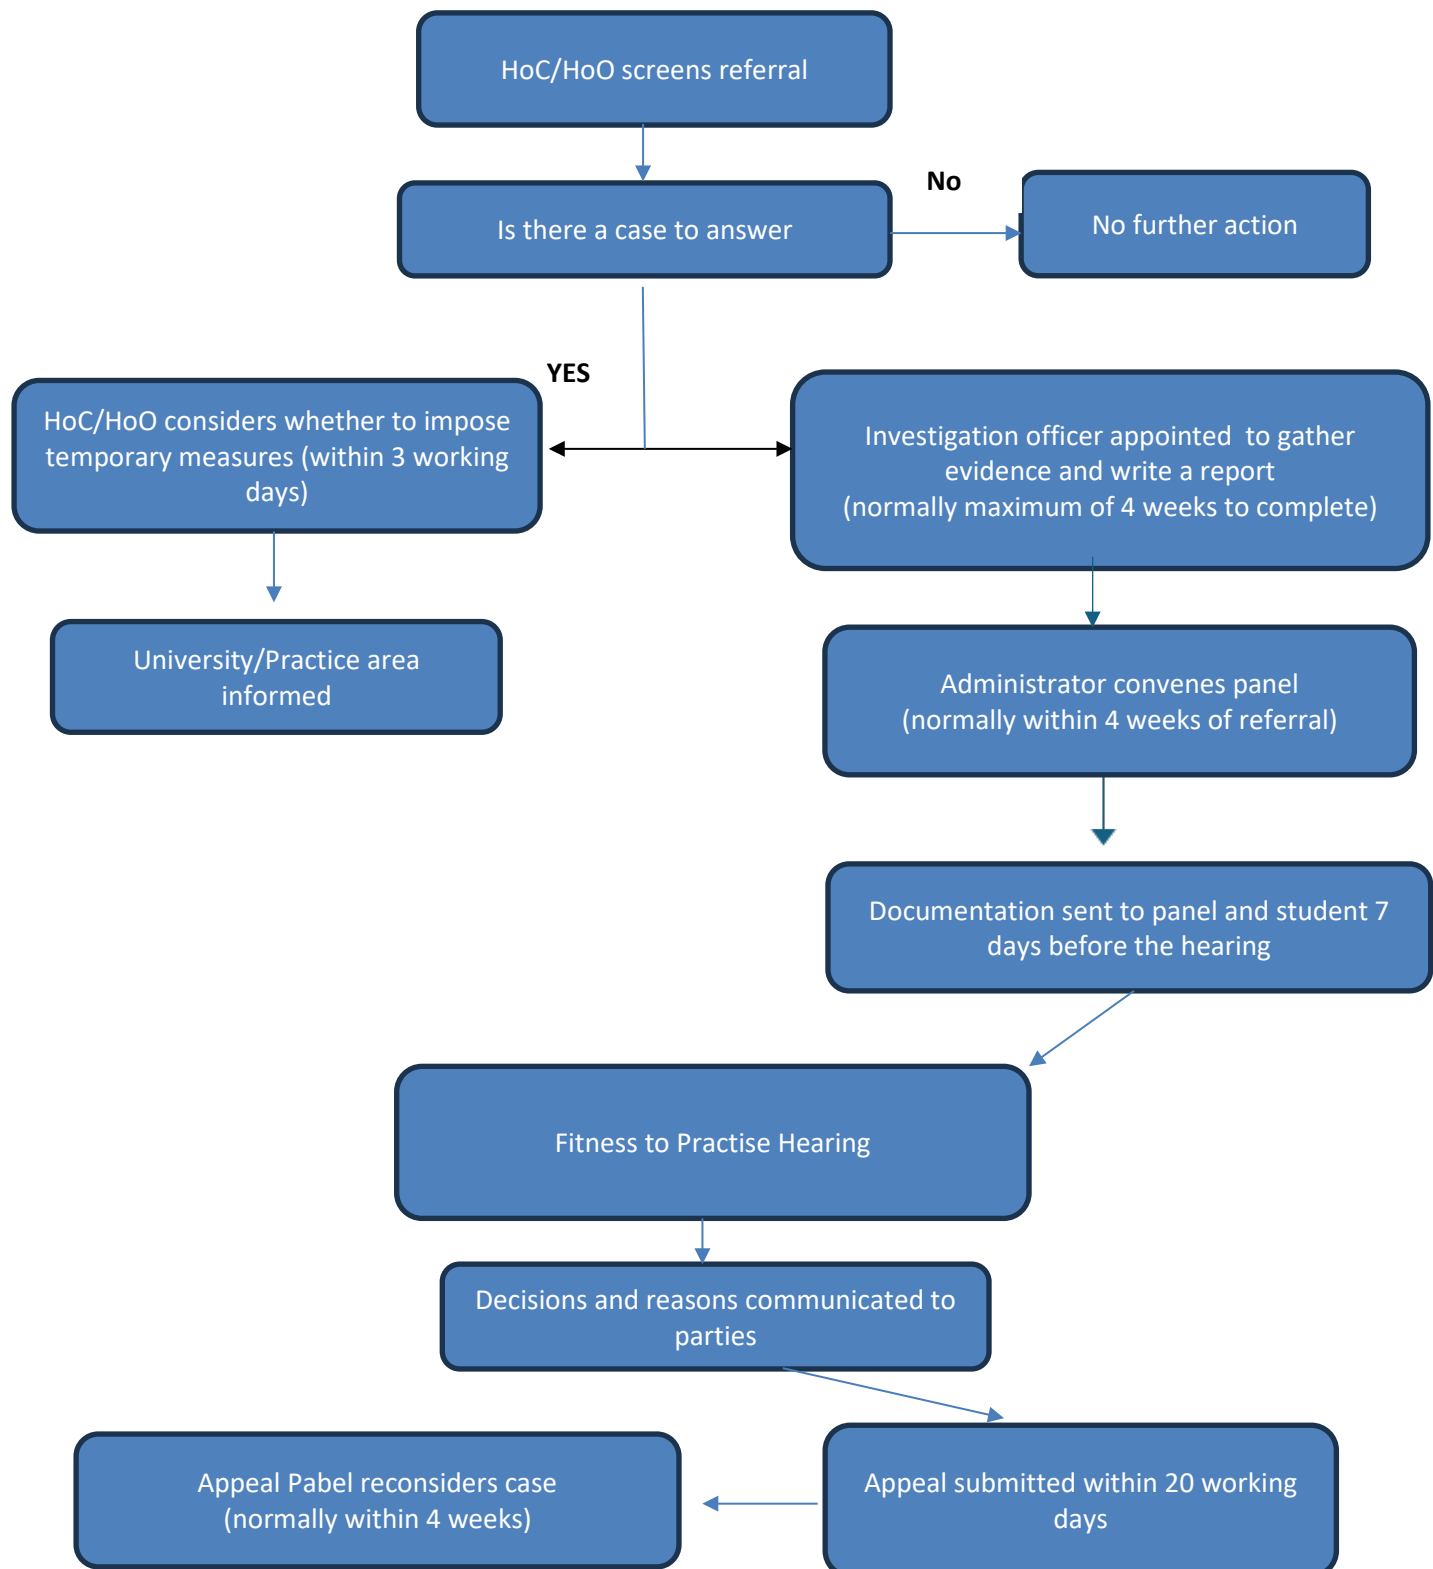 HoC/HoO screens referral
No
Is there a case to answer
No further action
YES
HoC/HoO considers whether to impose
temporary measures (within 3 working
days)
Investigation officer appointed to gather
evidence and write a report
(normally maximum of 4 weeks to complete)
University/Practice area
informed
Administrator convenes panel
(normally within 4 weeks of referral)
Documentation sent to panel and student 7
days before the hearing
Fitness to Practise Hearing
Decisions and reasons communicated to
parties
Appeal submitted within 20 working
days
Appeal Pabel reconsiders case
(normally within 4 weeks)